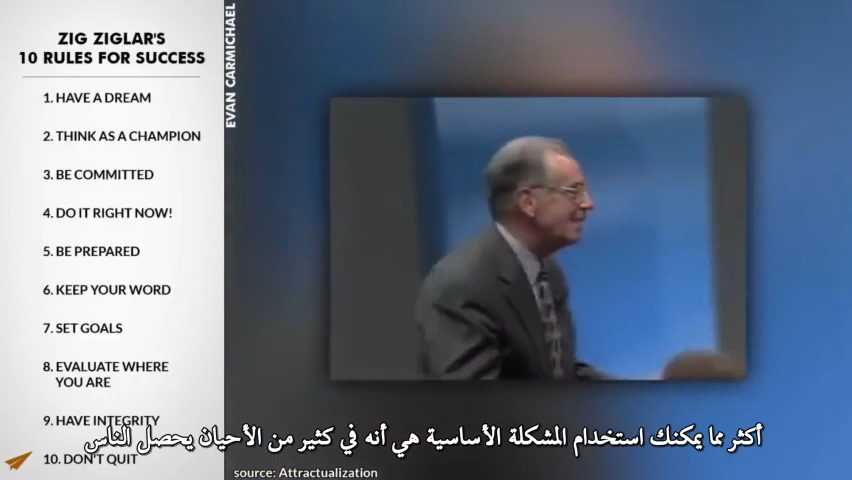 ZIG ZIGLAR'S
10 RULES FOR SUCCESS
1. HAVE A DREAM
2. THINK AS A CHAMPION
3. BE COMMITTED
4. DO IT RIGHT NOW!
5. BE PREPARED
6. KEEP YOUR WORD
7. SET GOALS
8. EVALUATE WHERE
YOU ARE
9. HAVE INTEGRITY
10. DON'T QUIT
EVAN CARMICHAEL
أكثر مما يمكنك استخدام المشكلة الأساسية هي أنه في كثير من الأحيان يحصل الناس
source: Attractualization